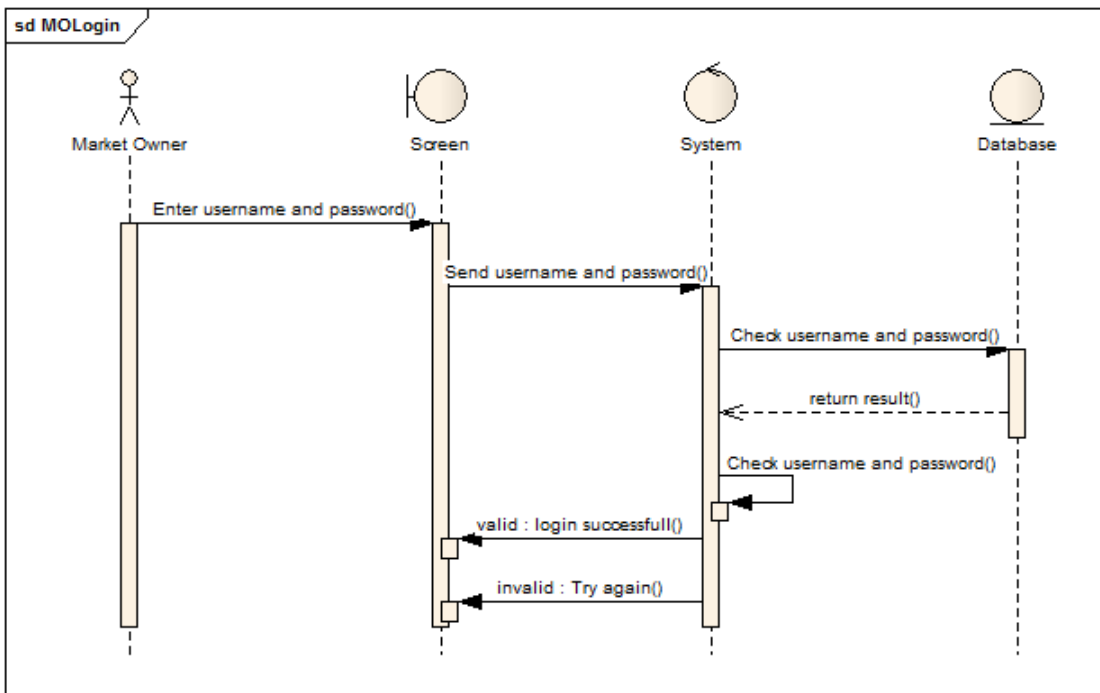 sd MOLogin
Market Owner
Screen
System
Database
Enter username and password()
Send username and password()
Check username and password()
return result()
Check username and password()
valid : login successfull()
invalid : Try again()